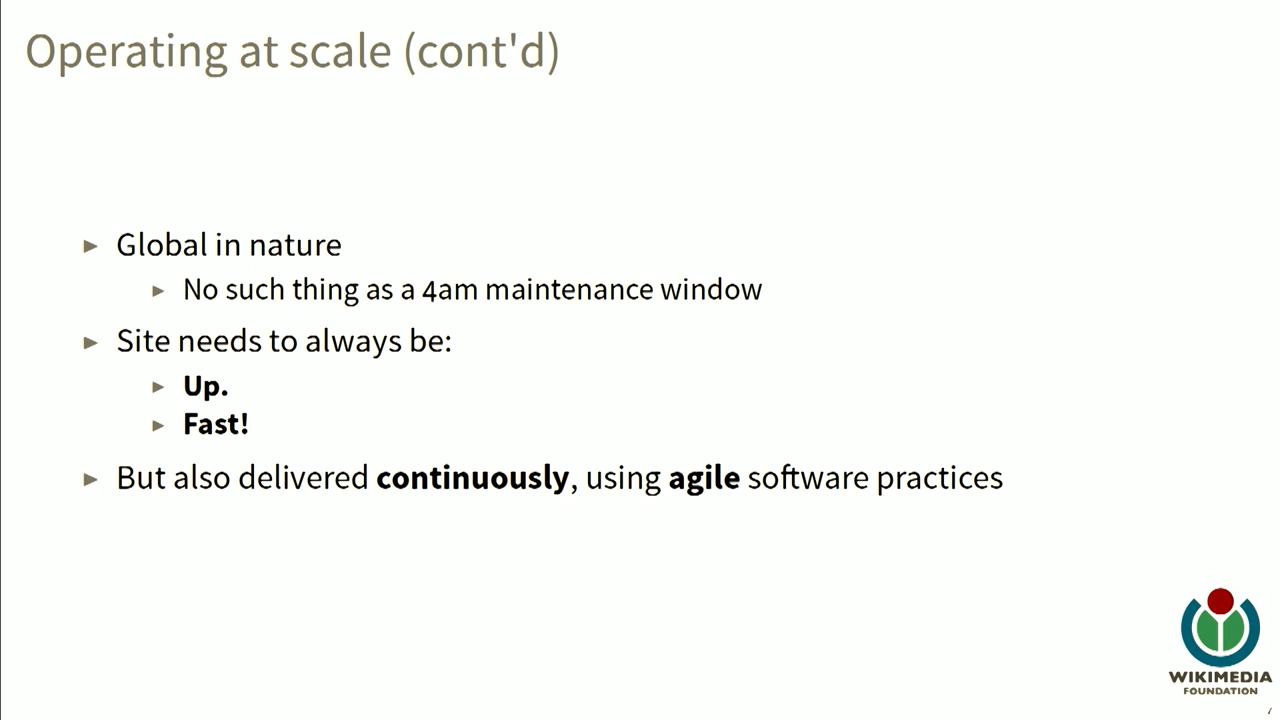 Operating at scale (cont'd)
Global in nature
No such thing as a 4am maintenance window
Site needs to always be:
Up.
Fast!
But also delivered continuously, using agile software practices
WIKIMEDIA
FOUNDATION